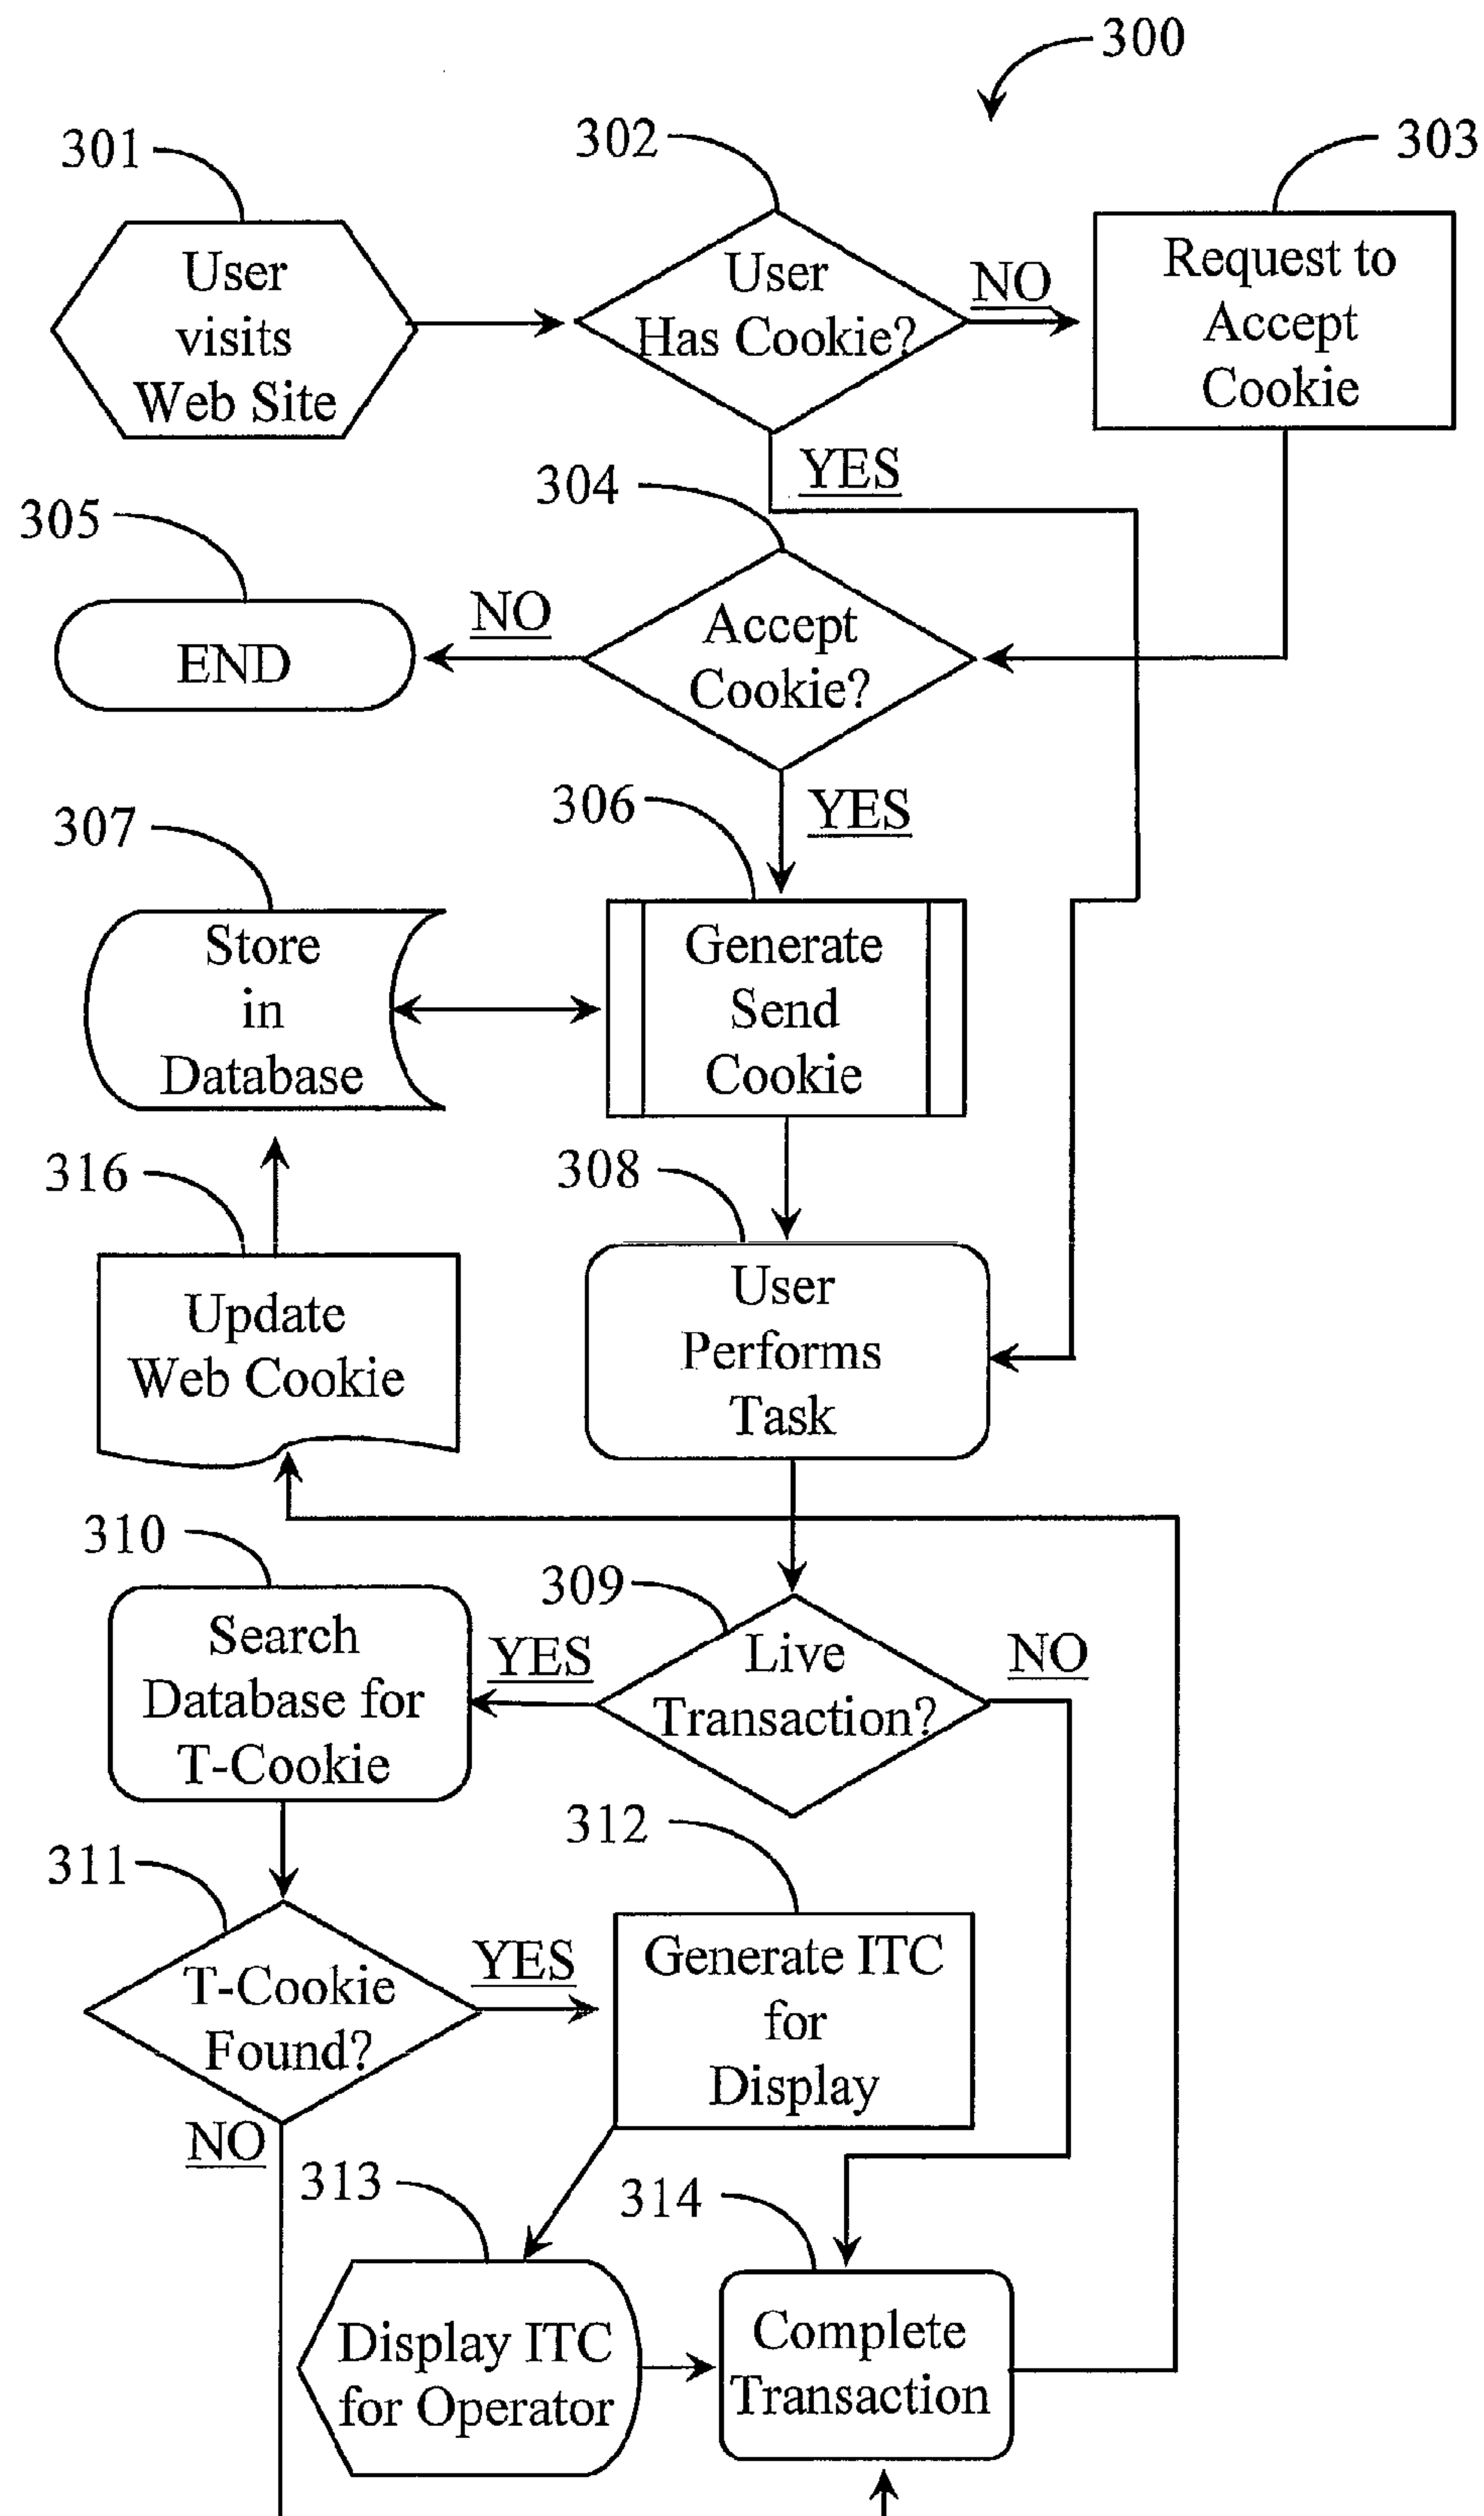 300
301
302
303
User
visits
Web Site
User
Has Cookie?
NO
Request to
Accept
Cookie
YES
304
305
Accept
Cookie?
NO
END
YES
306
307
Store
in
Database
Generate
Send
Cookie
316
308
Update
Web Cookie
User
Performs
Task
310
309
Search
Database for
T-Cookie
YES
Live
Transaction?
NO
312
311
T-Cookie
Found?
YES
Generate ITC
for
Display
NO
313
314
Display ITC
for Operator
Complete
Transaction